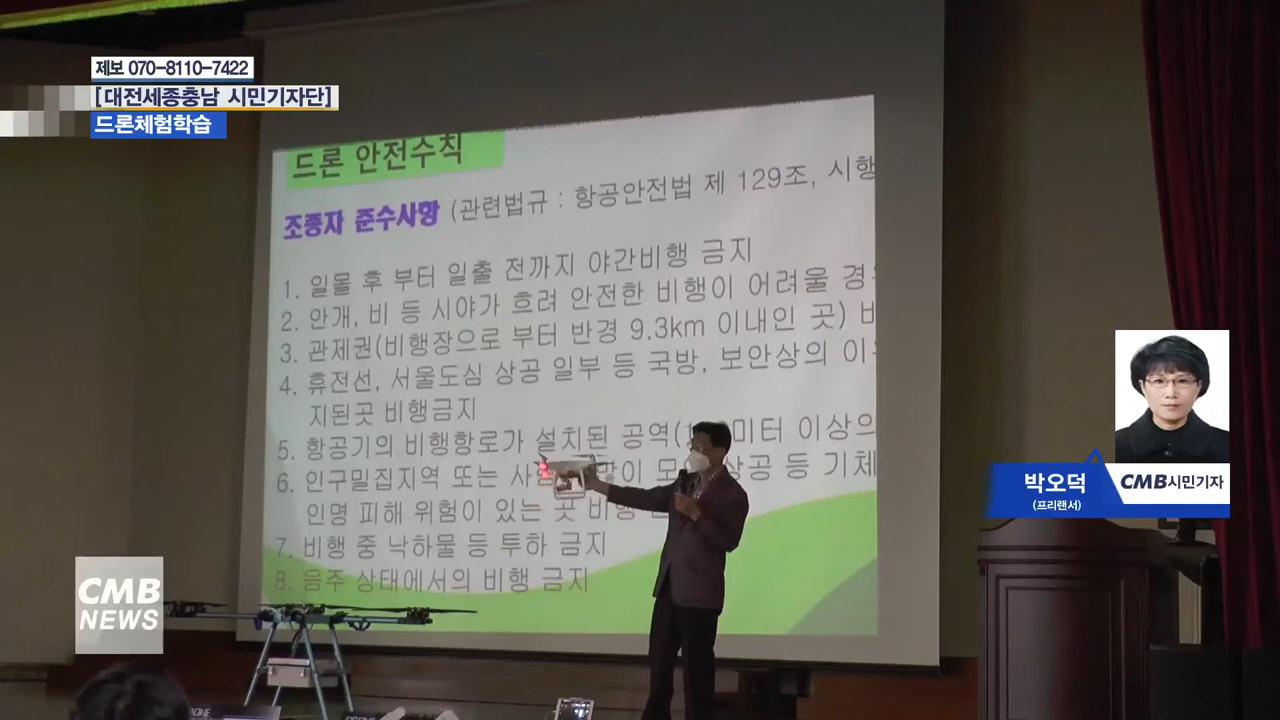 제보 070-8110-7422
[대전세종충남 시민기자단]
드론체험학습
드론 안전수칙
조종자 준수사항 (관련법규 : 항공안전법 제 129조, 시행
1. 일몰 후 부터 일출 전까지 야간비행 금지
2. 안개, 비 등 시야가 흐려 안전한 비행이 어려울
3. 관제권(비행장으로 부터 반경 9.3km 이내인 곳)
4. 휴전선, 서울도심 상공 일부 등 국방, 보안상의
지된곳 비행금지
5. 항공기의 비행항로가 설치된 공역( 미터 이상의
6. 인구밀집지역 또는 많이 상공 등 기체
인명 피해 위험이 있는 곳 비행
7. 비행 중 낙하물 등 투하 금지
8. 음주 상태에서의 비행 금지
박오덕
(프리랜서)
CMB시민기자
CMB
NEWS